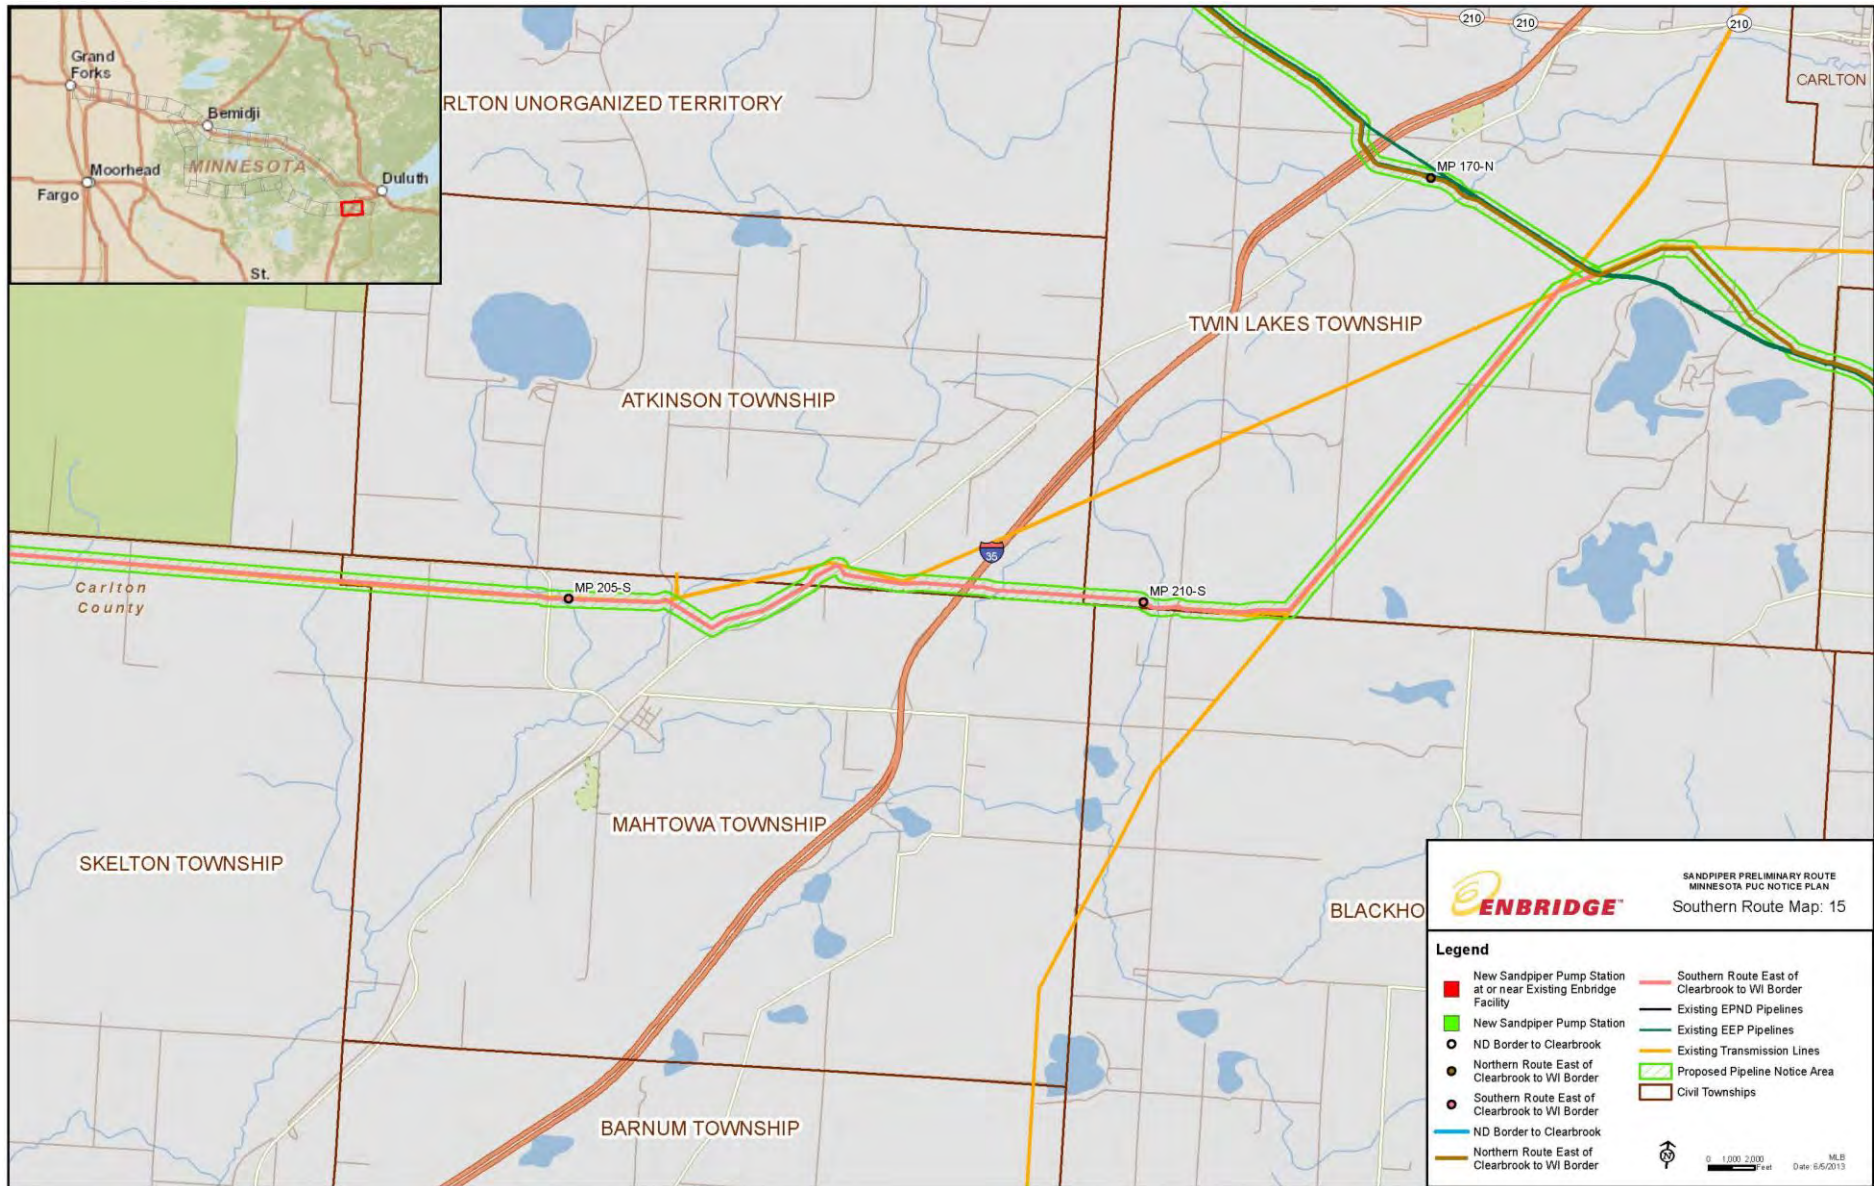 Grand
Forks
Bemidji
MINNESOTA
Moorhead
Fargo
Duluth
St.
RLTON UNORGANIZED TERRITORY
210
210
210
CARLTON
MP 170-N
TWIN LAKES TOWNSHIP
ATKINSON TOWNSHIP
35
Carlton
County
MP 205-S
MP 210-S
MAHTOWA TOWNSHIP
SKELTON TOWNSHIP
BLACKHO
BARNUM TOWNSHIP
ENBRIDGE™
SANDPIPER PRELIMINARY ROUTE
MINNESOTA PUC NOTICE PLAN
Southern Route Map: 15
Legend
New Sandpiper Pump Station
at or near Existing Enbridge
Facility
New Sandpiper Pump Station
ND Border to Clearbrook
Northern Route East of
Clearbrook to WI Border
Southern Route East of
Clearbrook to WI Border
ND Border to Clearbrook
Northern Route East of
Clearbrook to WI Border
Southern Route East of
Clearbrook to WI Border
Existing EPND Pipelines
Existing EEP Pipelines
Existing Transmission Lines
Proposed Pipeline Notice Area
Civil Townships
N
0 1,000 2,000
Feet
MLB
Date: 6/5/2013